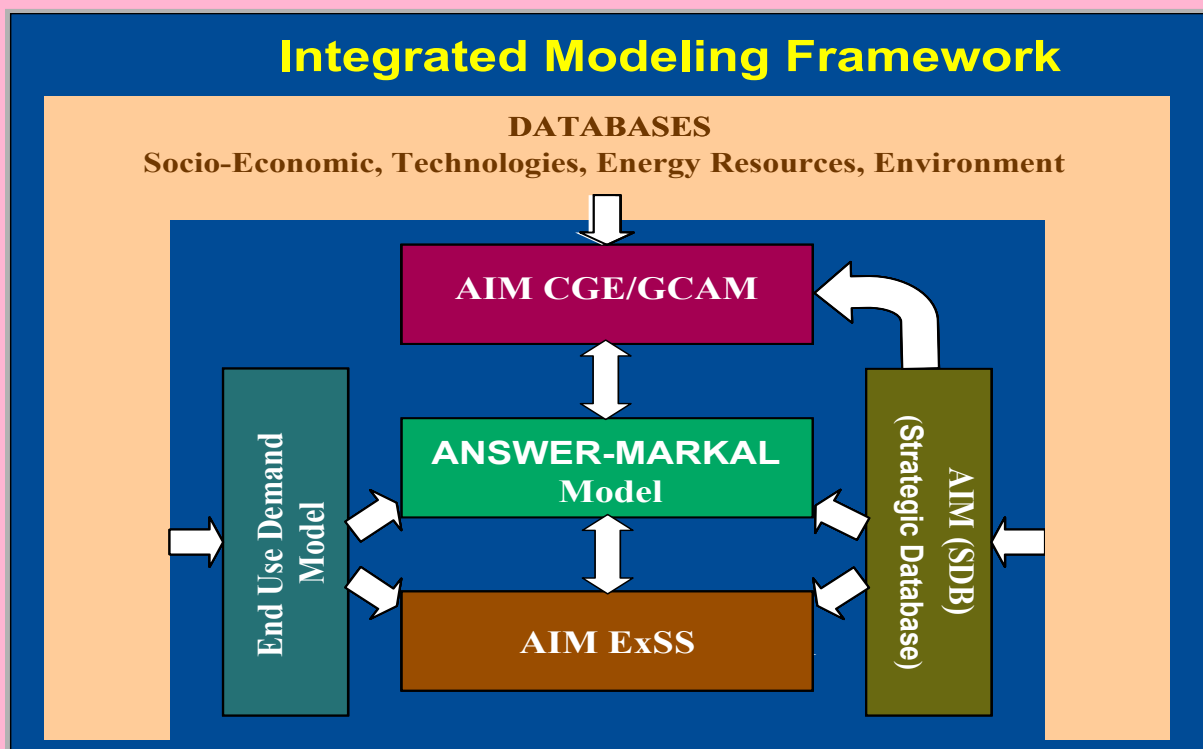 Integrated Modeling Framework
DATABASES
Socio-Economic, Technologies, Energy Resources, Environment
AIM CGE/GCAM
End Use Demand
Model
ANSWER-MARKAL
Model
AIM (SDB)
(Strategic Database)
AIM ExSS